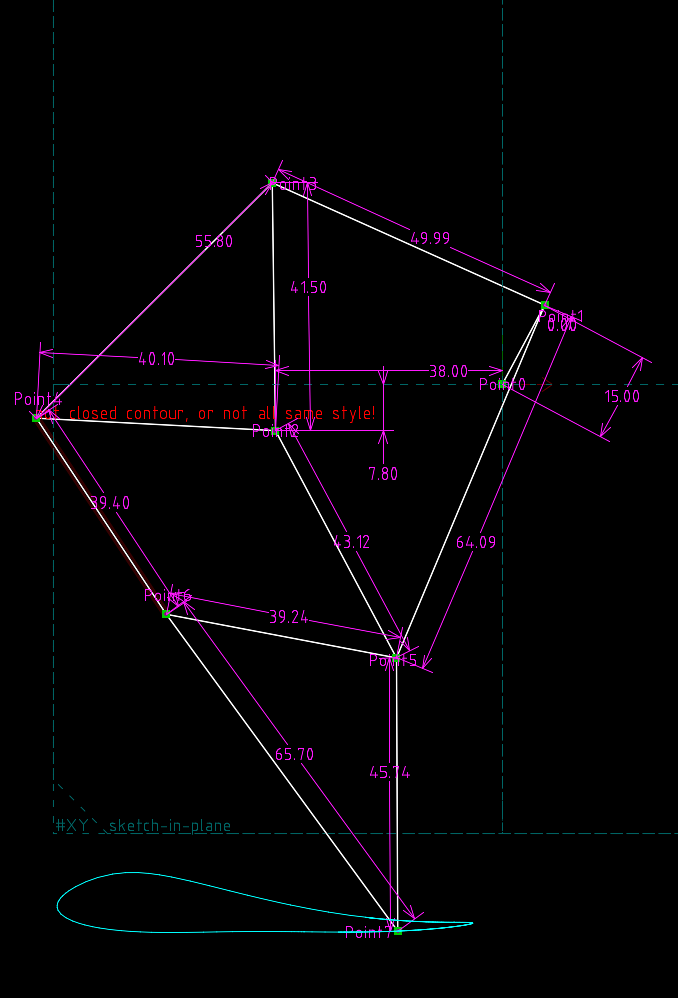 Point3
55.80
49.99
41.50
Point1
0.00
40.10
38.00
Point0
15.00
Point4
not closed contour, or not all same style!
Point2
7.80
39.40
43.12
64.09
Point6
39.24
Point5
65.70
45.74
#XY
sketch-in-plane
Point7